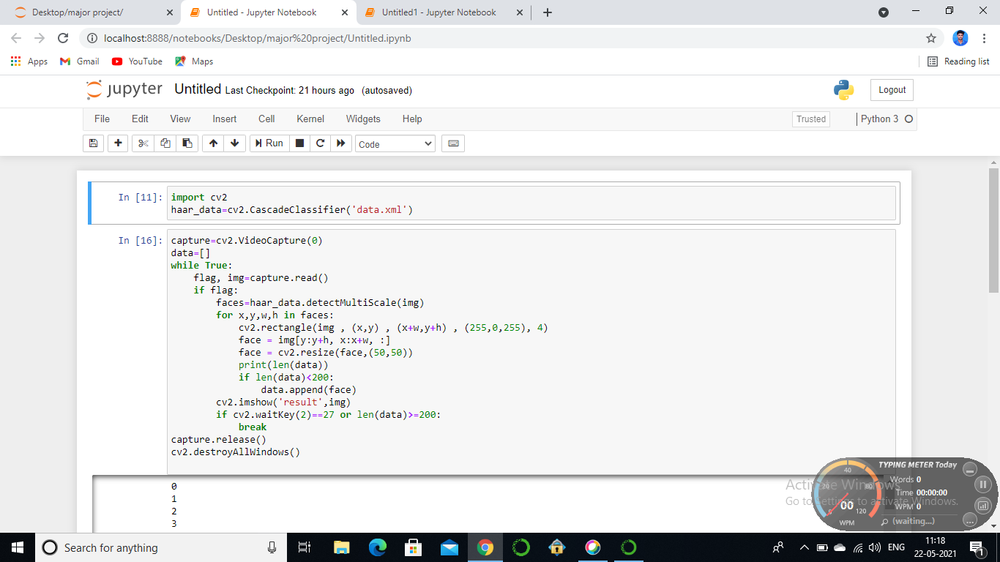 Desktop/major project/
Untitled - Jupyter Notebook
Untitled1 - Jupyter Notebook
localhost:8888/notebooks/Desktop/major%20project/Untitled.ipynb
Apps Gmail YouTube Maps Reading list
jupyter Untitled Last Checkpoint: 21 hours ago (autosaved) Logout
File Edit View Insert Cell Kernel Widgets Help Trusted Python 3
Run Code
In [11]: import cv2
haar_data=cv2.CascadeClassifier('data.xml')
In [16]: capture=cv2.VideoCapture(0)
data=[]
while True:
    flag, img=capture.read()
    if flag:
        faces=haar_data.detectMultiScale(img)
        for x,y,w,h in faces:
            cv2.rectangle(img , (x,y) , (x+w,y+h) , (255,0,255), 4)
            face = img[y:y+h, x:x+w, :]
            face = cv2.resize(face,(50,50))
            print(len(data))
            if len(data)<200:
                data.append(face)
        cv2.imshow('result',img)
        if cv2.waitKey(2)==27 or len(data)>=200:
            break
capture.release()
cv2.destroyAllWindows()
0
1
2
3
Activate Windows
Go to Settings to activate Windows.
TYPING METER Today
Words 0
Time 00:00:00
WPM 0
(waiting...)
0 20 40 80 120
00
WPM
Search for anything
ENG
11:18
22-05-2021
1